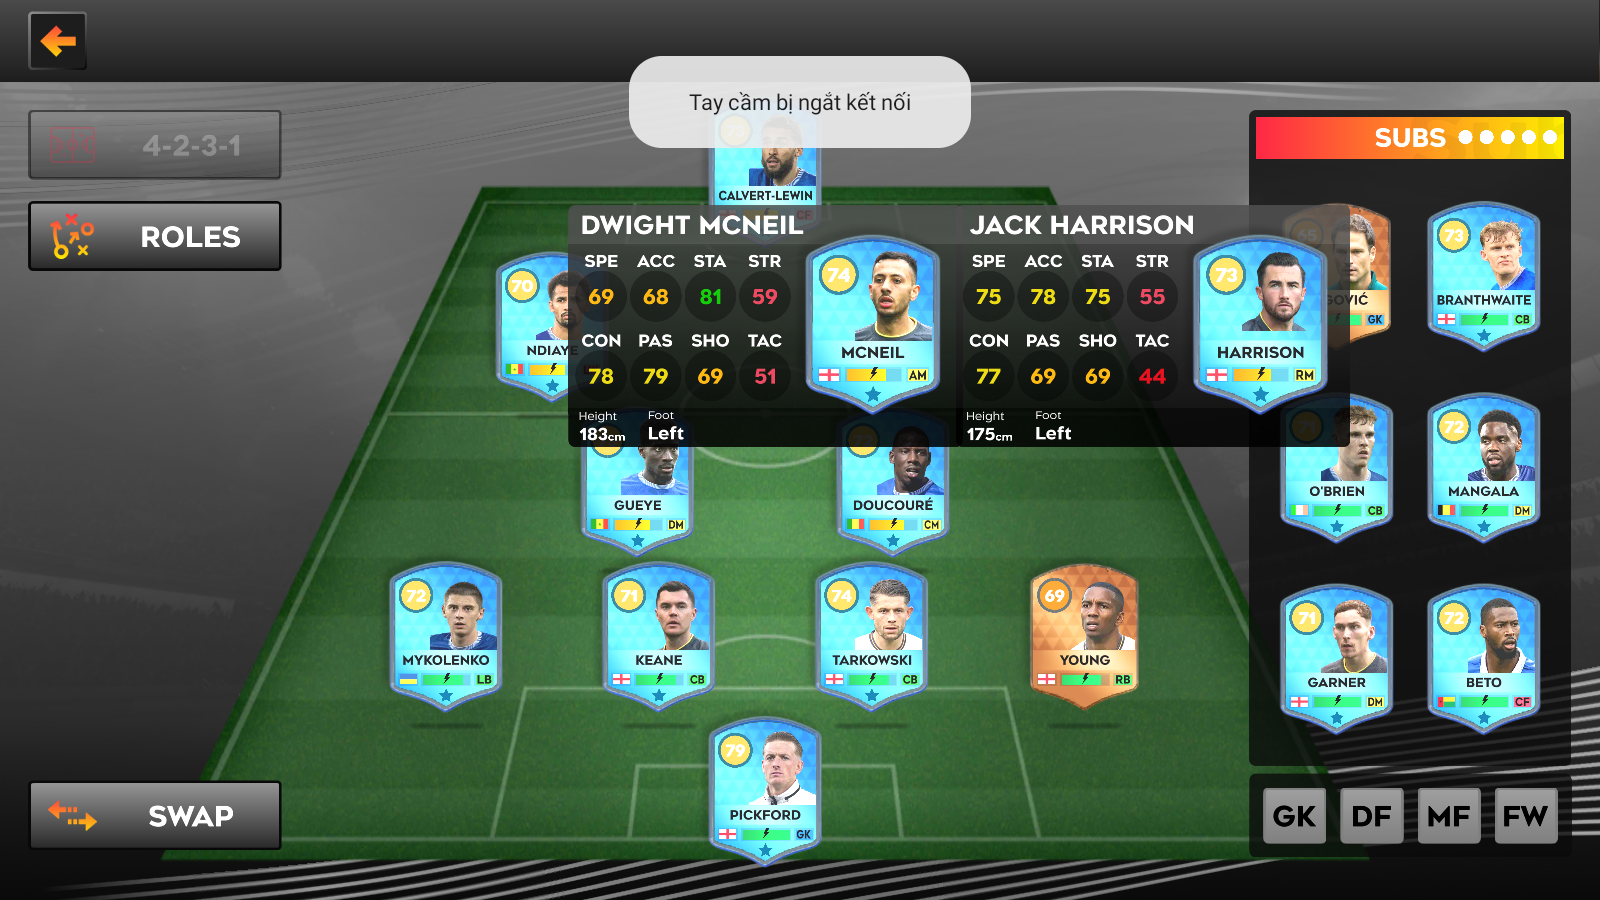 Tay cầm bị ngắt kết nối
4-2-3-1
ROLES
SUBS
CALVERT-LEWIN
CF
DWIGHT MCNEIL
SPE ACC STA STR
69 68 81 59
CON PAS SHO TAC
78 79 69 51
Height Foot
183cm Left
74
MCNEIL
AM
JACK HARRISON
SPE ACC STA STR
75 78 75 55
CON PAS SHO TAC
77 69 69 44
Height Foot
175cm Left
73
HARRISON
RM
70
NDIAYE
65
GOVIĆ
GK
73
BRANTHWAITE
CB
GUEYE
DM
DOUCOURÉ
CM
71
O'BRIEN
CB
72
MANGALA
DM
72
MYKOLENKO
LB
71
KEANE
CB
74
TARKOWSKI
CB
69
YOUNG
RB
71
GARNER
DM
72
BETO
CF
79
PICKFORD
GK
SWAP
GK DF MF FW